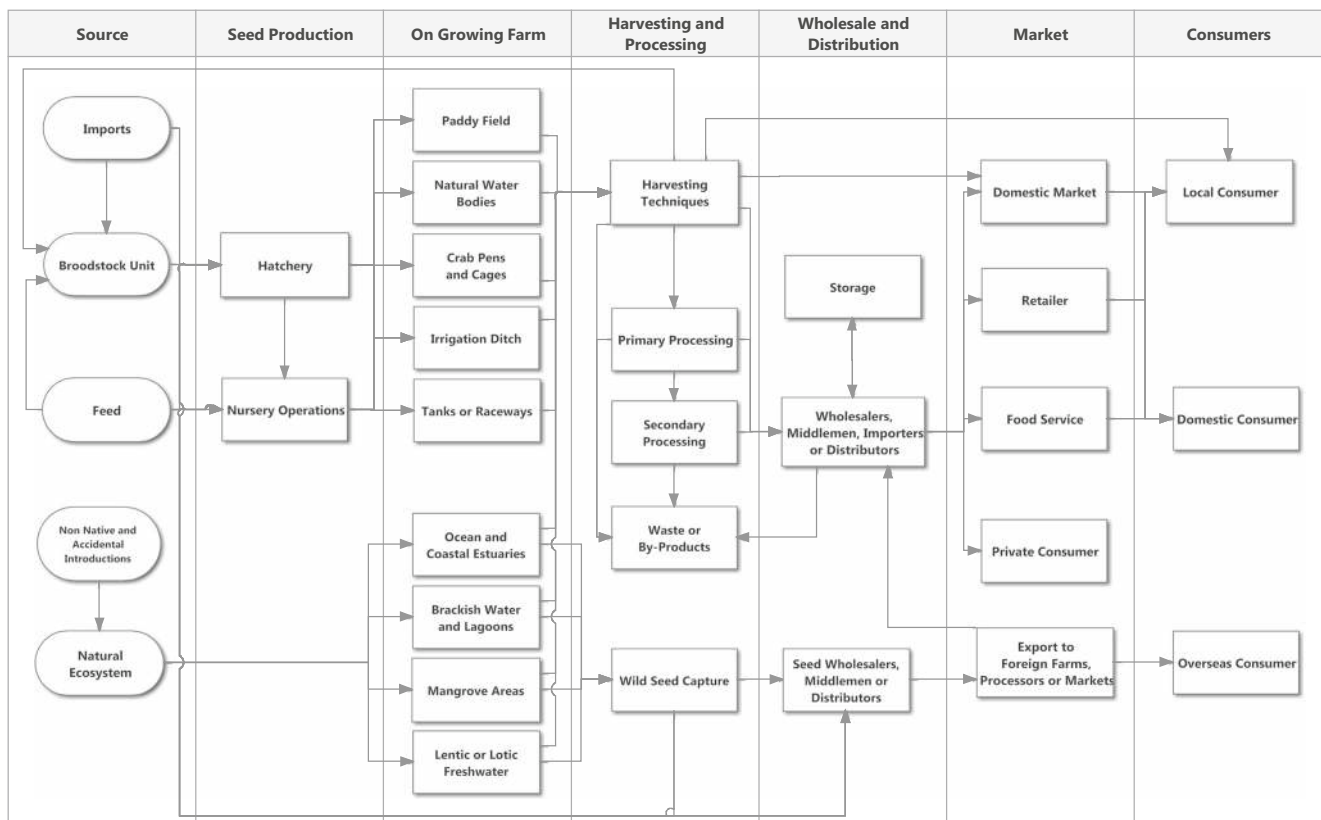 Source
Seed Production
On Growing Farm
Harvesting and
Processing
Wholesale and
Distribution
Market
Consumers
Imports
Broodstock Unit
Feed
Non Native and
Accidental
Introductions
Natural
Ecosystem
Hatchery
Nursery Operations
Paddy Field
Natural Water
Bodies
Crab Pens
and Cages
Irrigation Ditch
Tanks or Raceways
Ocean and
Coastal Estuaries
Brackish Water
and Lagoons
Mangrove Areas
Lentic or Lotic
Freshwater
Harvesting
Techniques
Primary Processing
Secondary
Processing
Waste or
By-Products
Wild Seed Capture
Storage
Wholesalers,
Middlemen, Importers
or Distributors
Seed Wholesalers,
Middlemen or
Distributors
Domestic Market
Retailer
Food Service
Private Consumer
Export to
Foreign Farms,
Processors or Markets
Local Consumer
Domestic Consumer
Overseas Consumer